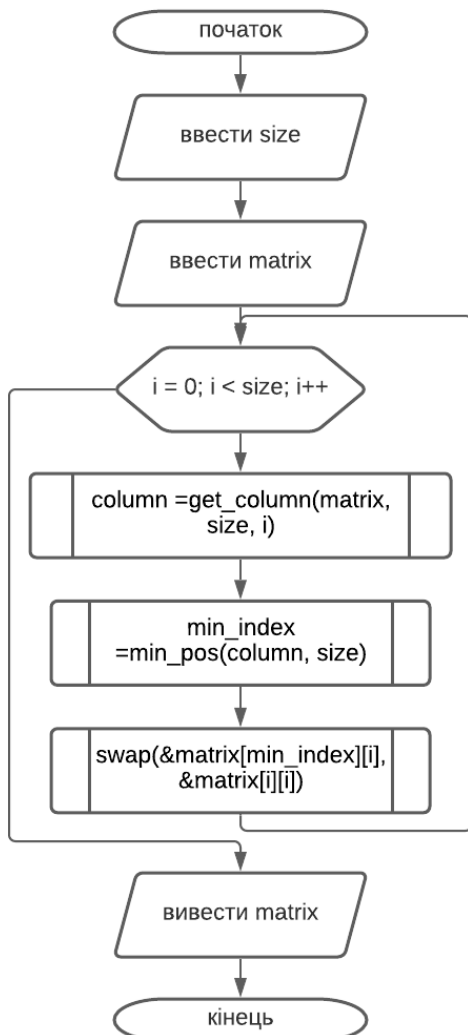 початок
ввести size
ввести matrix
i = 0; i < size; i++
column =get_column(matrix,
size, i)
min_index
=min_pos(column, size)
swap(&matrix[min_index][i],
&matrix[i][i])
вивести matrix
кінець